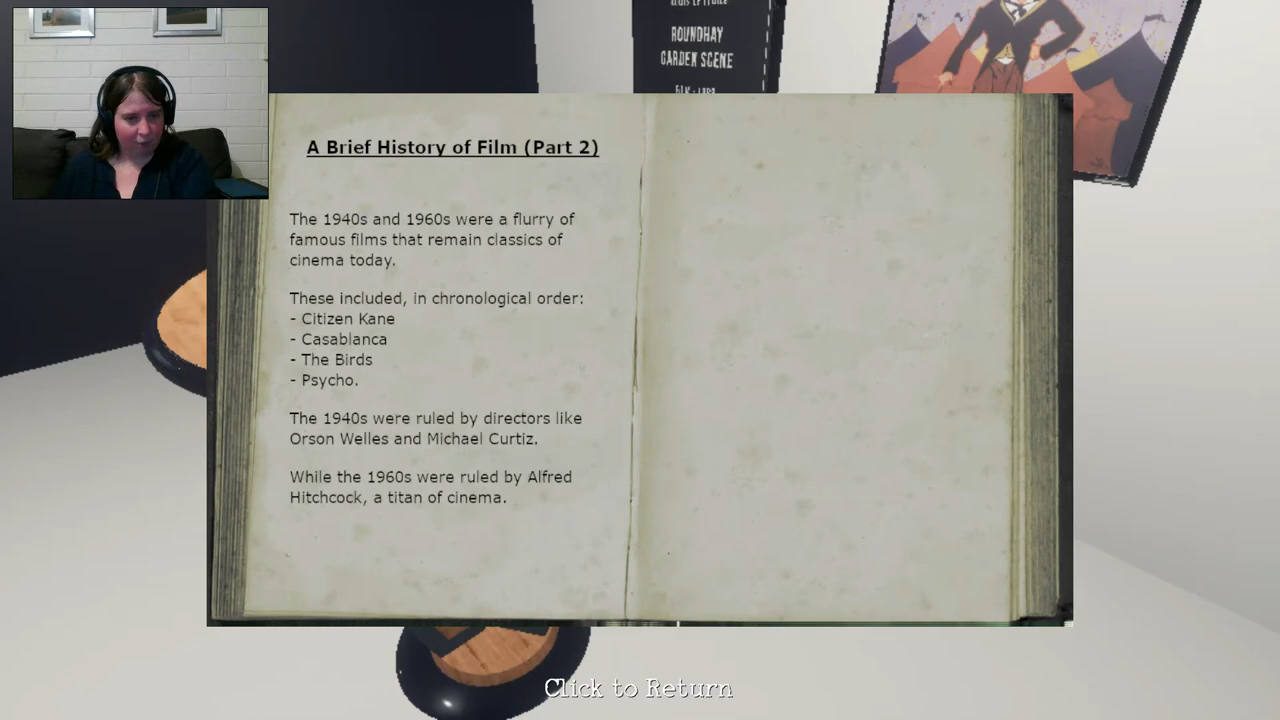 ROUNDHAY
GARDEN SCENE
A Brief History of Film (Part 2)
The 1940s and 1960s were a flurry of
famous films that remain classics of
cinema today.
These included, in chronological order:
- Citizen Kane
- Casablanca
- The Birds
- Psycho.
The 1940s were ruled by directors like
Orson Welles and Michael Curtiz.
While the 1960s were ruled by Alfred
Hitchcock, a titan of cinema.
Click to Return